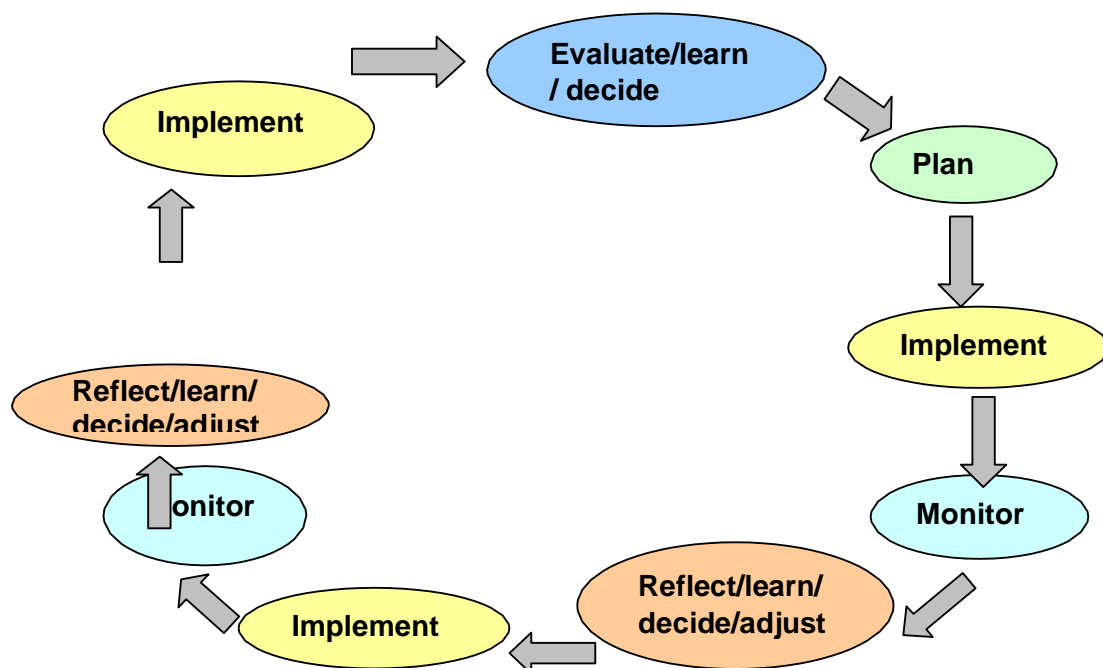 Evaluate/learn
/ decide
Plan
Implement
Monitor
Reflect/learn/
decide/adjust
Implement
onitor
Reflect/learn/
decide/adjust
Implement